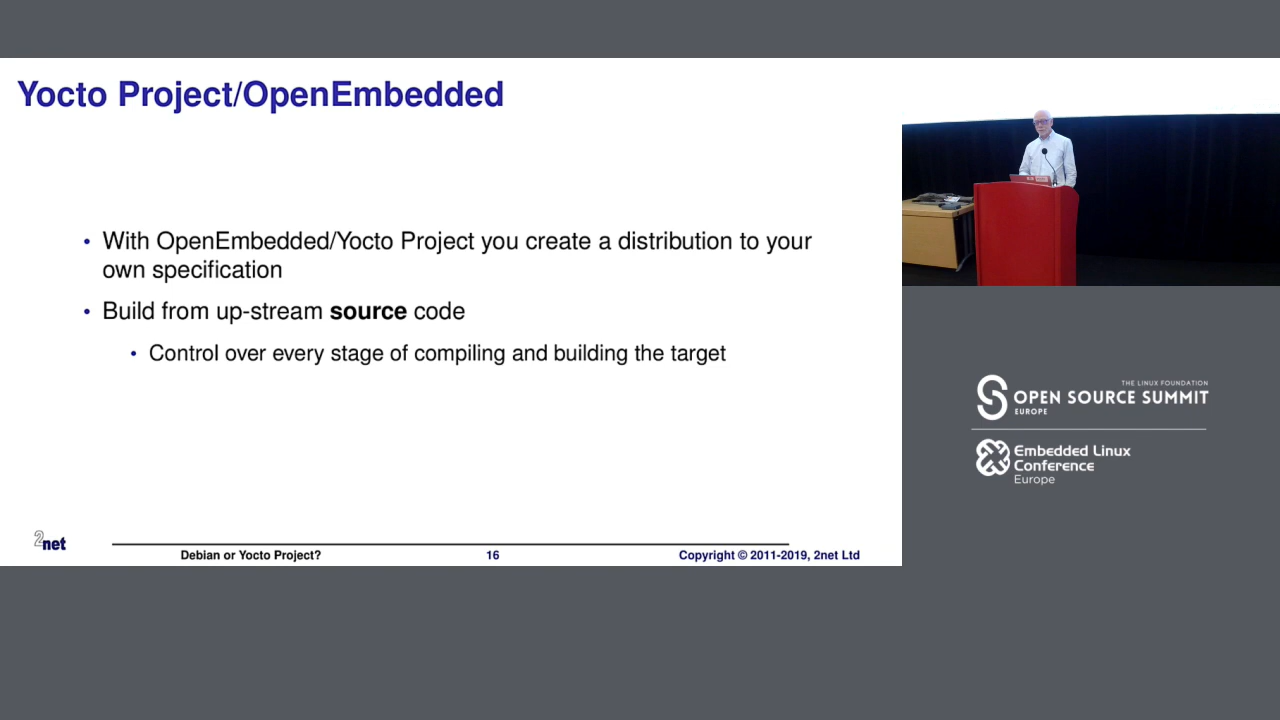 Yocto Project/OpenEmbedded
• With OpenEmbedded/Yocto Project you create a distribution to your
own specification
• Build from up-stream source code
• Control over every stage of compiling and building the target
2net
Debian or Yocto Project?
16
Copyright © 2011-2019, 2net Ltd
THE LINUX FOUNDATION
OPEN SOURCE SUMMIT
EUROPE
Embedded Linux
Conference
Europe